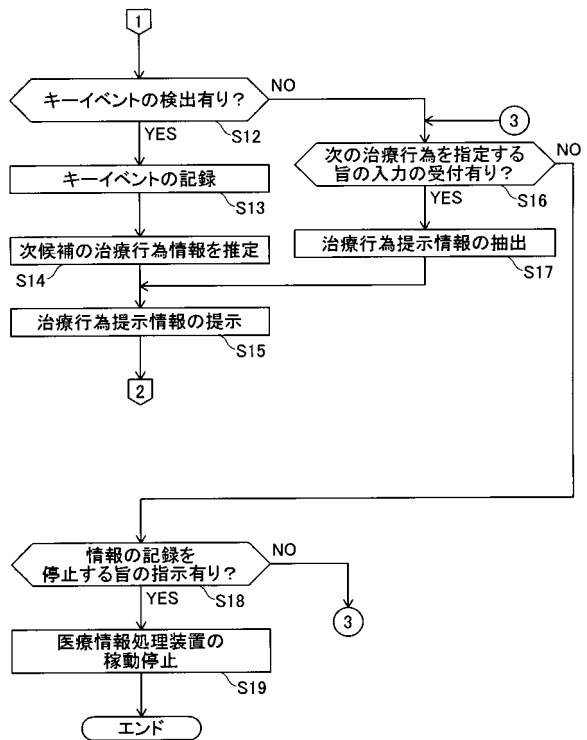 1
キーイベントの検出有り?
NO
YES
S12
キーイベントの記録
S13
次候補の治療行為情報を推定
S14
治療行為提示情報の提示
S15
2
3
次の治療行為を指定する
旨の入力の受付有り?
NO
YES
S16
治療行為提示情報の抽出
S17
情報の記録を
停止する旨の指示有り?
NO
YES
S18
3
医療情報処理装置の
稼動停止
S19
エンド